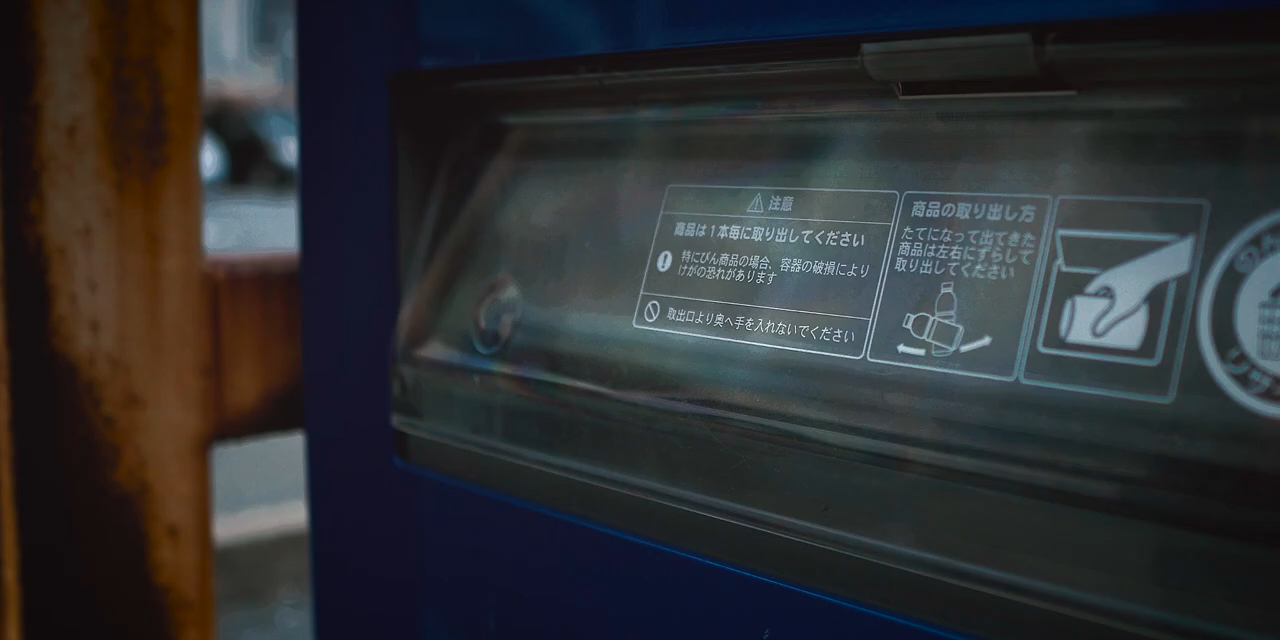 注意
商品は1本毎に取り出してください
特にびん商品の場合、容器の破損により
けがの恐れがあります
取出口より奥へ手を入れないでください
商品の取り出し方
たてになって出てきた
商品は左右にずらして
取り出してください